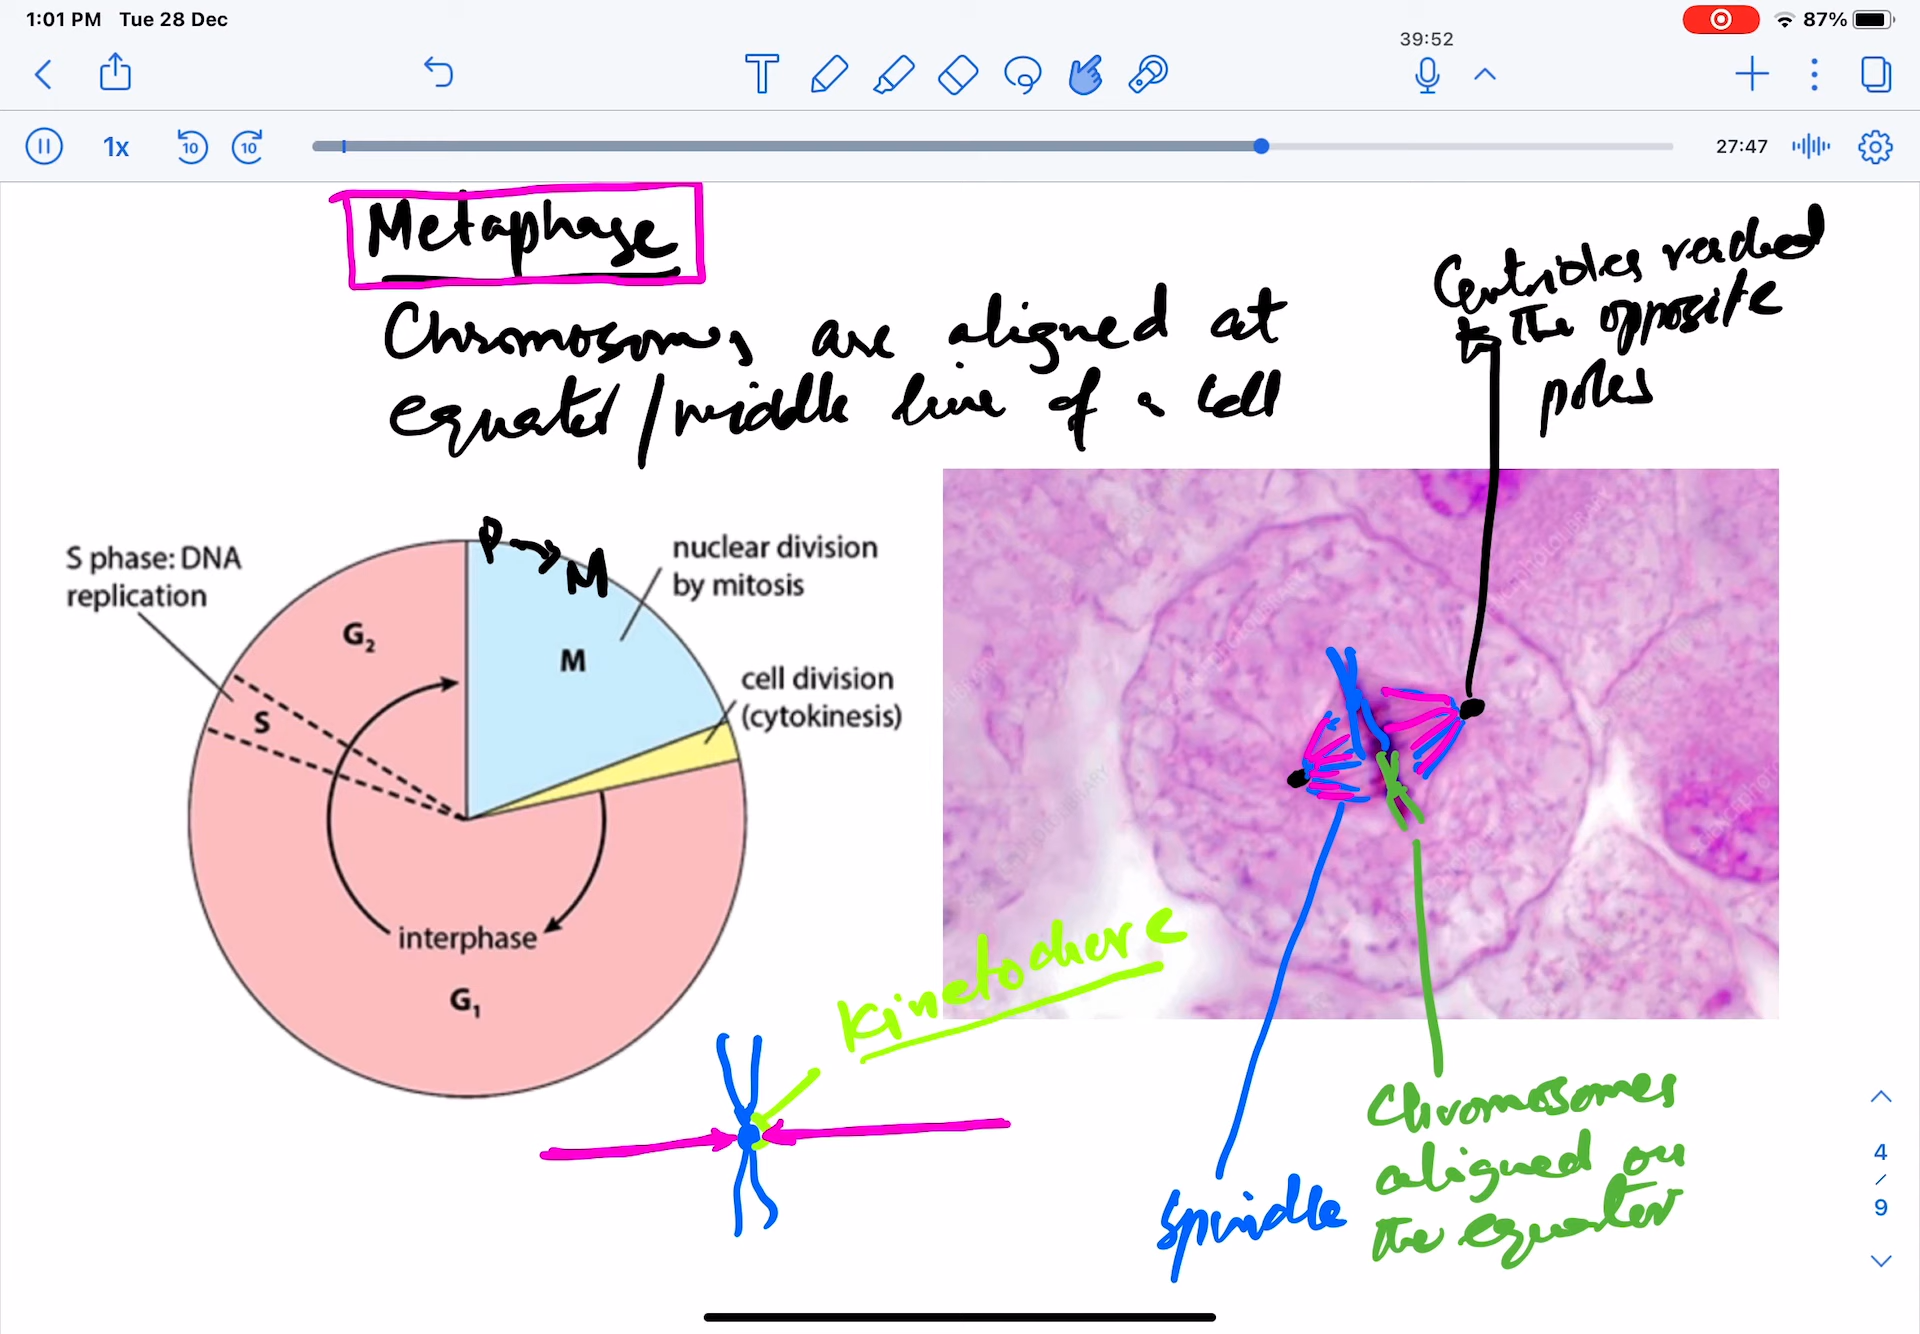 1:01 PM Tue 28 Dec
87%
39:52
1x
10
10
27:47
Metaphase
Chromosomes are aligned at
equator/middle line of a cell
Centrioles reached
to the opposite
poles
S phase: DNA
replication
P → M
nuclear division
by mitosis
G2
M
S
cell division
(cytokinesis)
interphase
G1
Kinetochore
Spindle
Chromosomes
aligned on
the equator
4
/
9